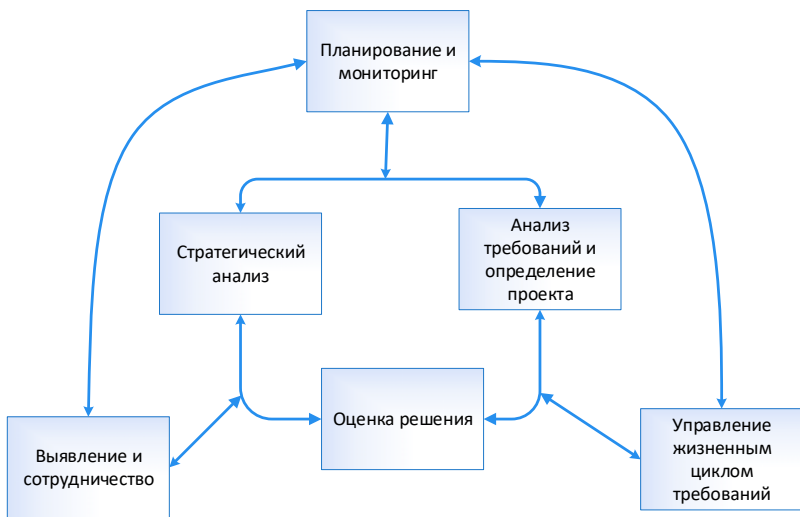 Планирование и
мониторинг
Стратегический
анализ
Анализ
требований и
определение
проекта
Оценка решения
Выявление и
сотрудничество
Управление
жизненным
циклом
требований